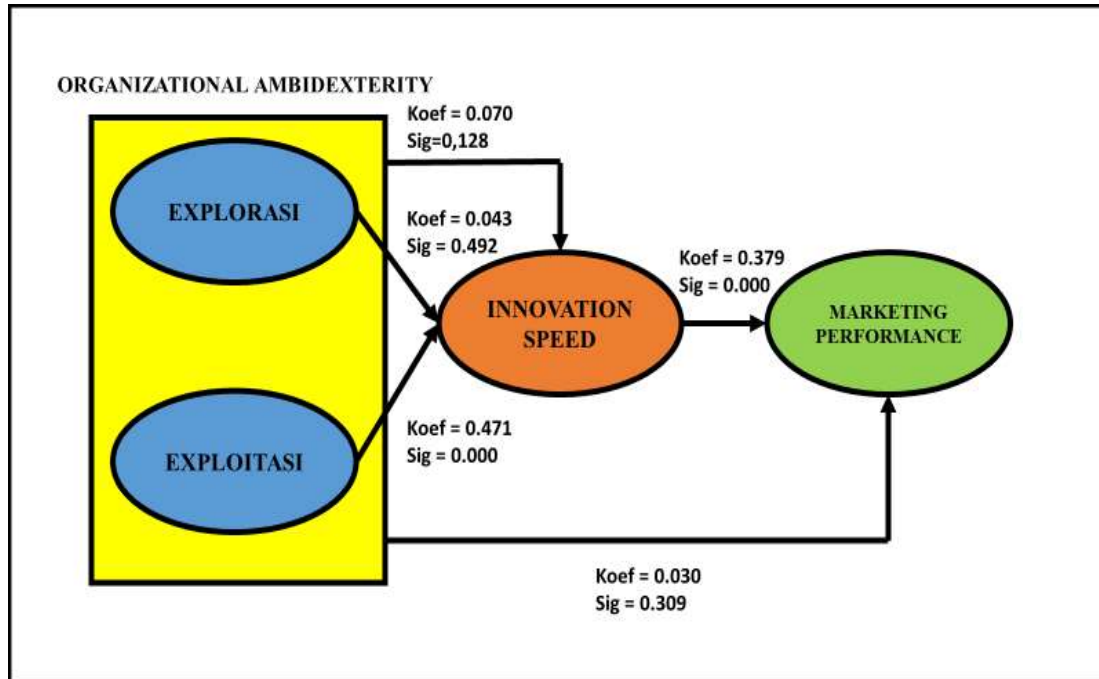 ORGANIZATIONAL AMBIDEXTERITY
Koef = 0.070
Sig=0,128
EXPLORASI
Koef = 0.043
Sig = 0.492
Koef = 0.379
Sig = 0.000
INNOVATION
SPEED
MARKETING
PERFORMANCE
Koef = 0.471
Sig = 0.000
EXPLOITASI
Koef = 0.030
Sig = 0.309